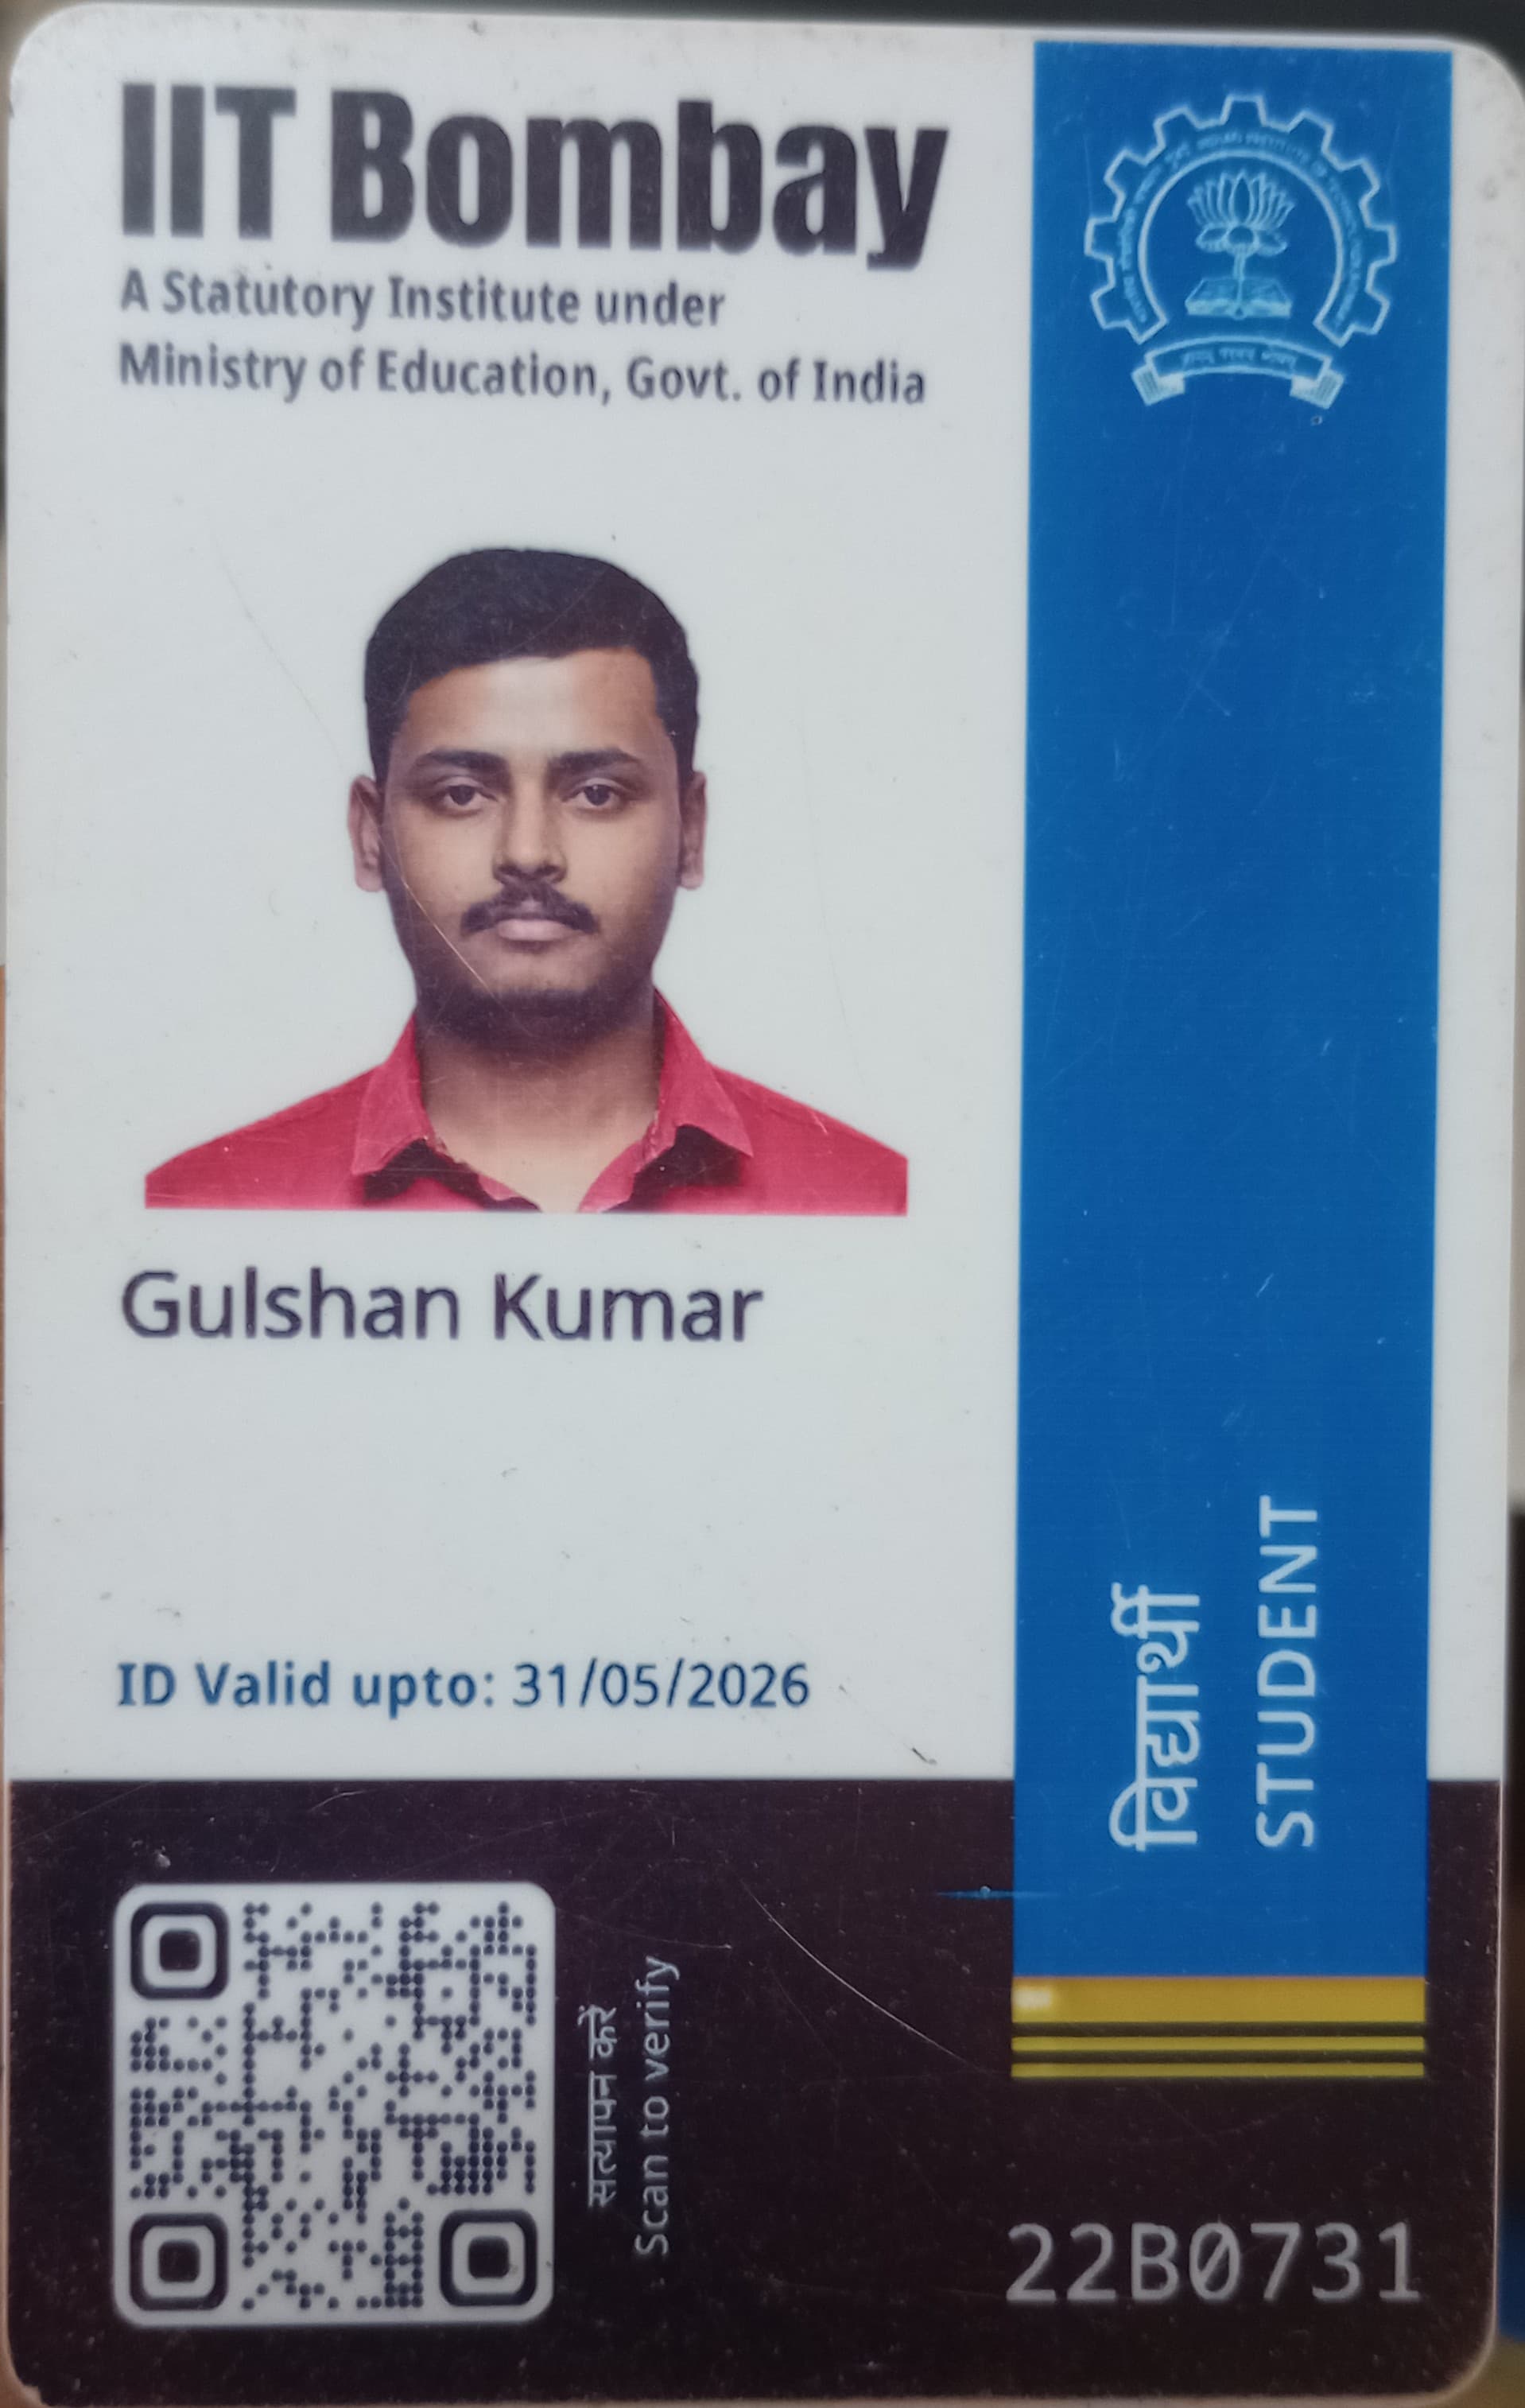 IIT Bombay
A Statutory Institute under
Ministry of Education, Govt. of India
Gulshan Kumar
ID Valid upto: 31/05/2026
विद्यार्थी
STUDENT
सत्यापन करें
Scan to verify
22B0731